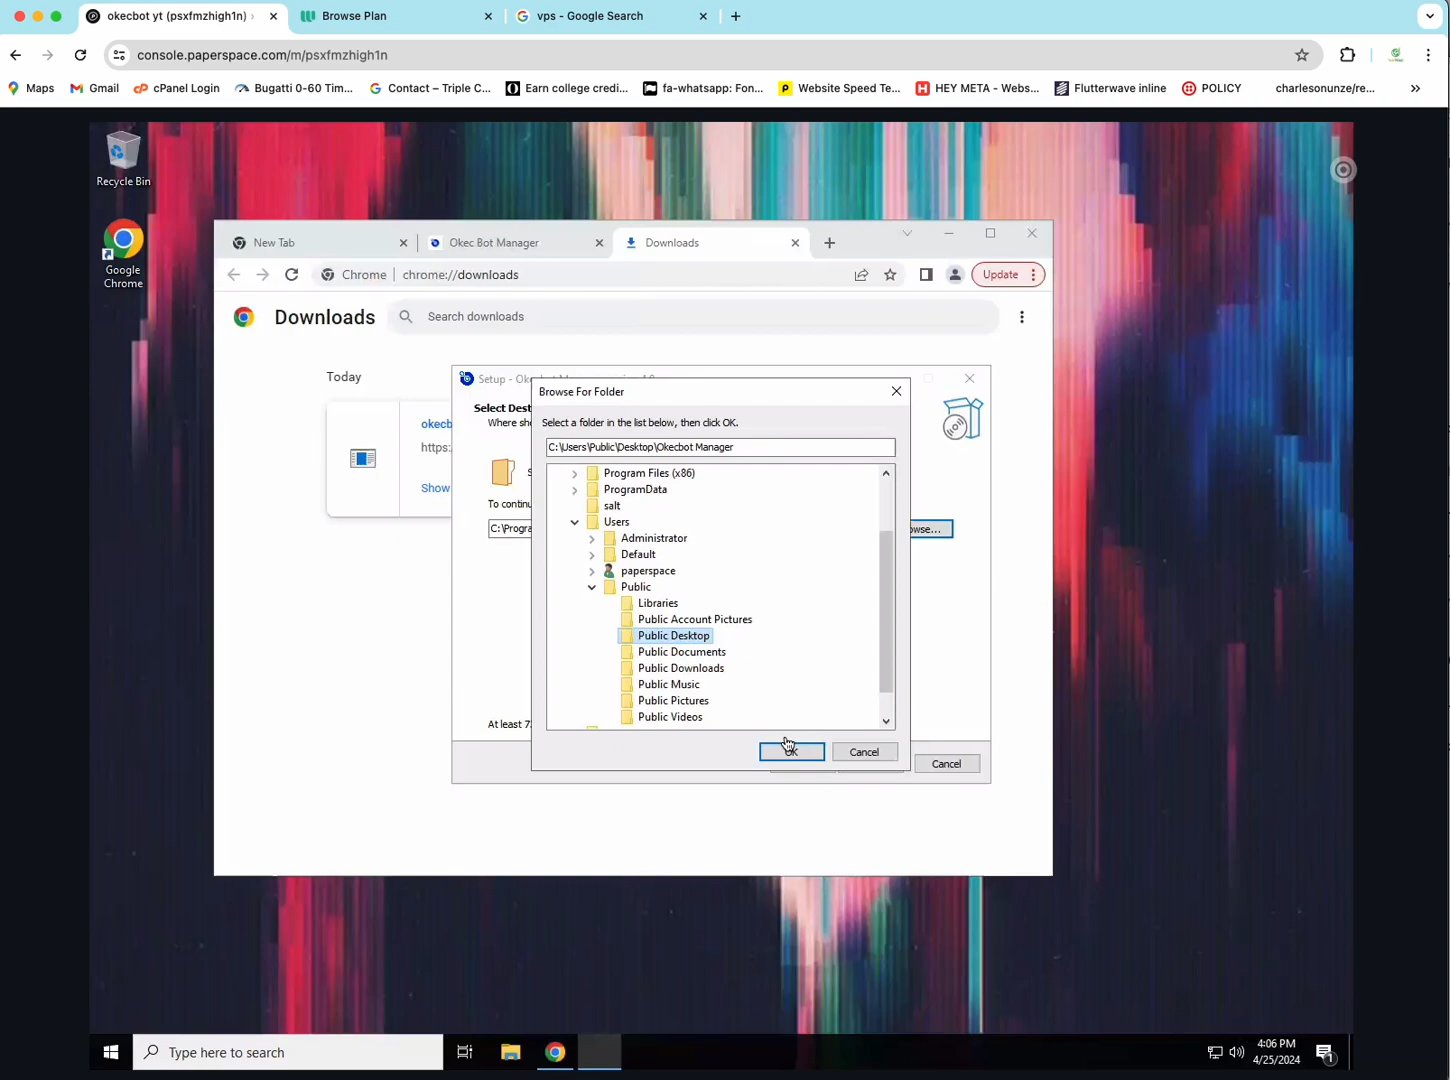 okecbot yt (psxfmzhigh1n)
Browse Plan
vps - Google Search
console.paperspace.com/m/psxfmzhigh1n
Maps
Gmail
cPanel Login
Bugatti 0-60 Tim...
Contact – Triple C...
Earn college credi...
fa-whatsapp: Fon...
Website Speed Te...
HEY META - Webs...
Flutterwave inline
POLICY
charlesonunze/re...
Recycle Bin
Google
Chrome
New Tab
Okec Bot Manager
Downloads
Chrome
chrome://downloads
Update
Downloads
Search downloads
Today
okecb
https:
Show
Setup -
Select Dest
Where sh
To continu
C:\Progra
owse...
At least 7
Cancel
Browse For Folder
Select a folder in the list below, then click OK.
C:\Users\Public\Desktop\Okecbot Manager
Program Files (x86)
ProgramData
salt
Users
Administrator
Default
paperspace
Public
Libraries
Public Account Pictures
Public Desktop
Public Documents
Public Downloads
Public Music
Public Pictures
Public Videos
OK
Cancel
Type here to search
4:06 PM
4/25/2024
1